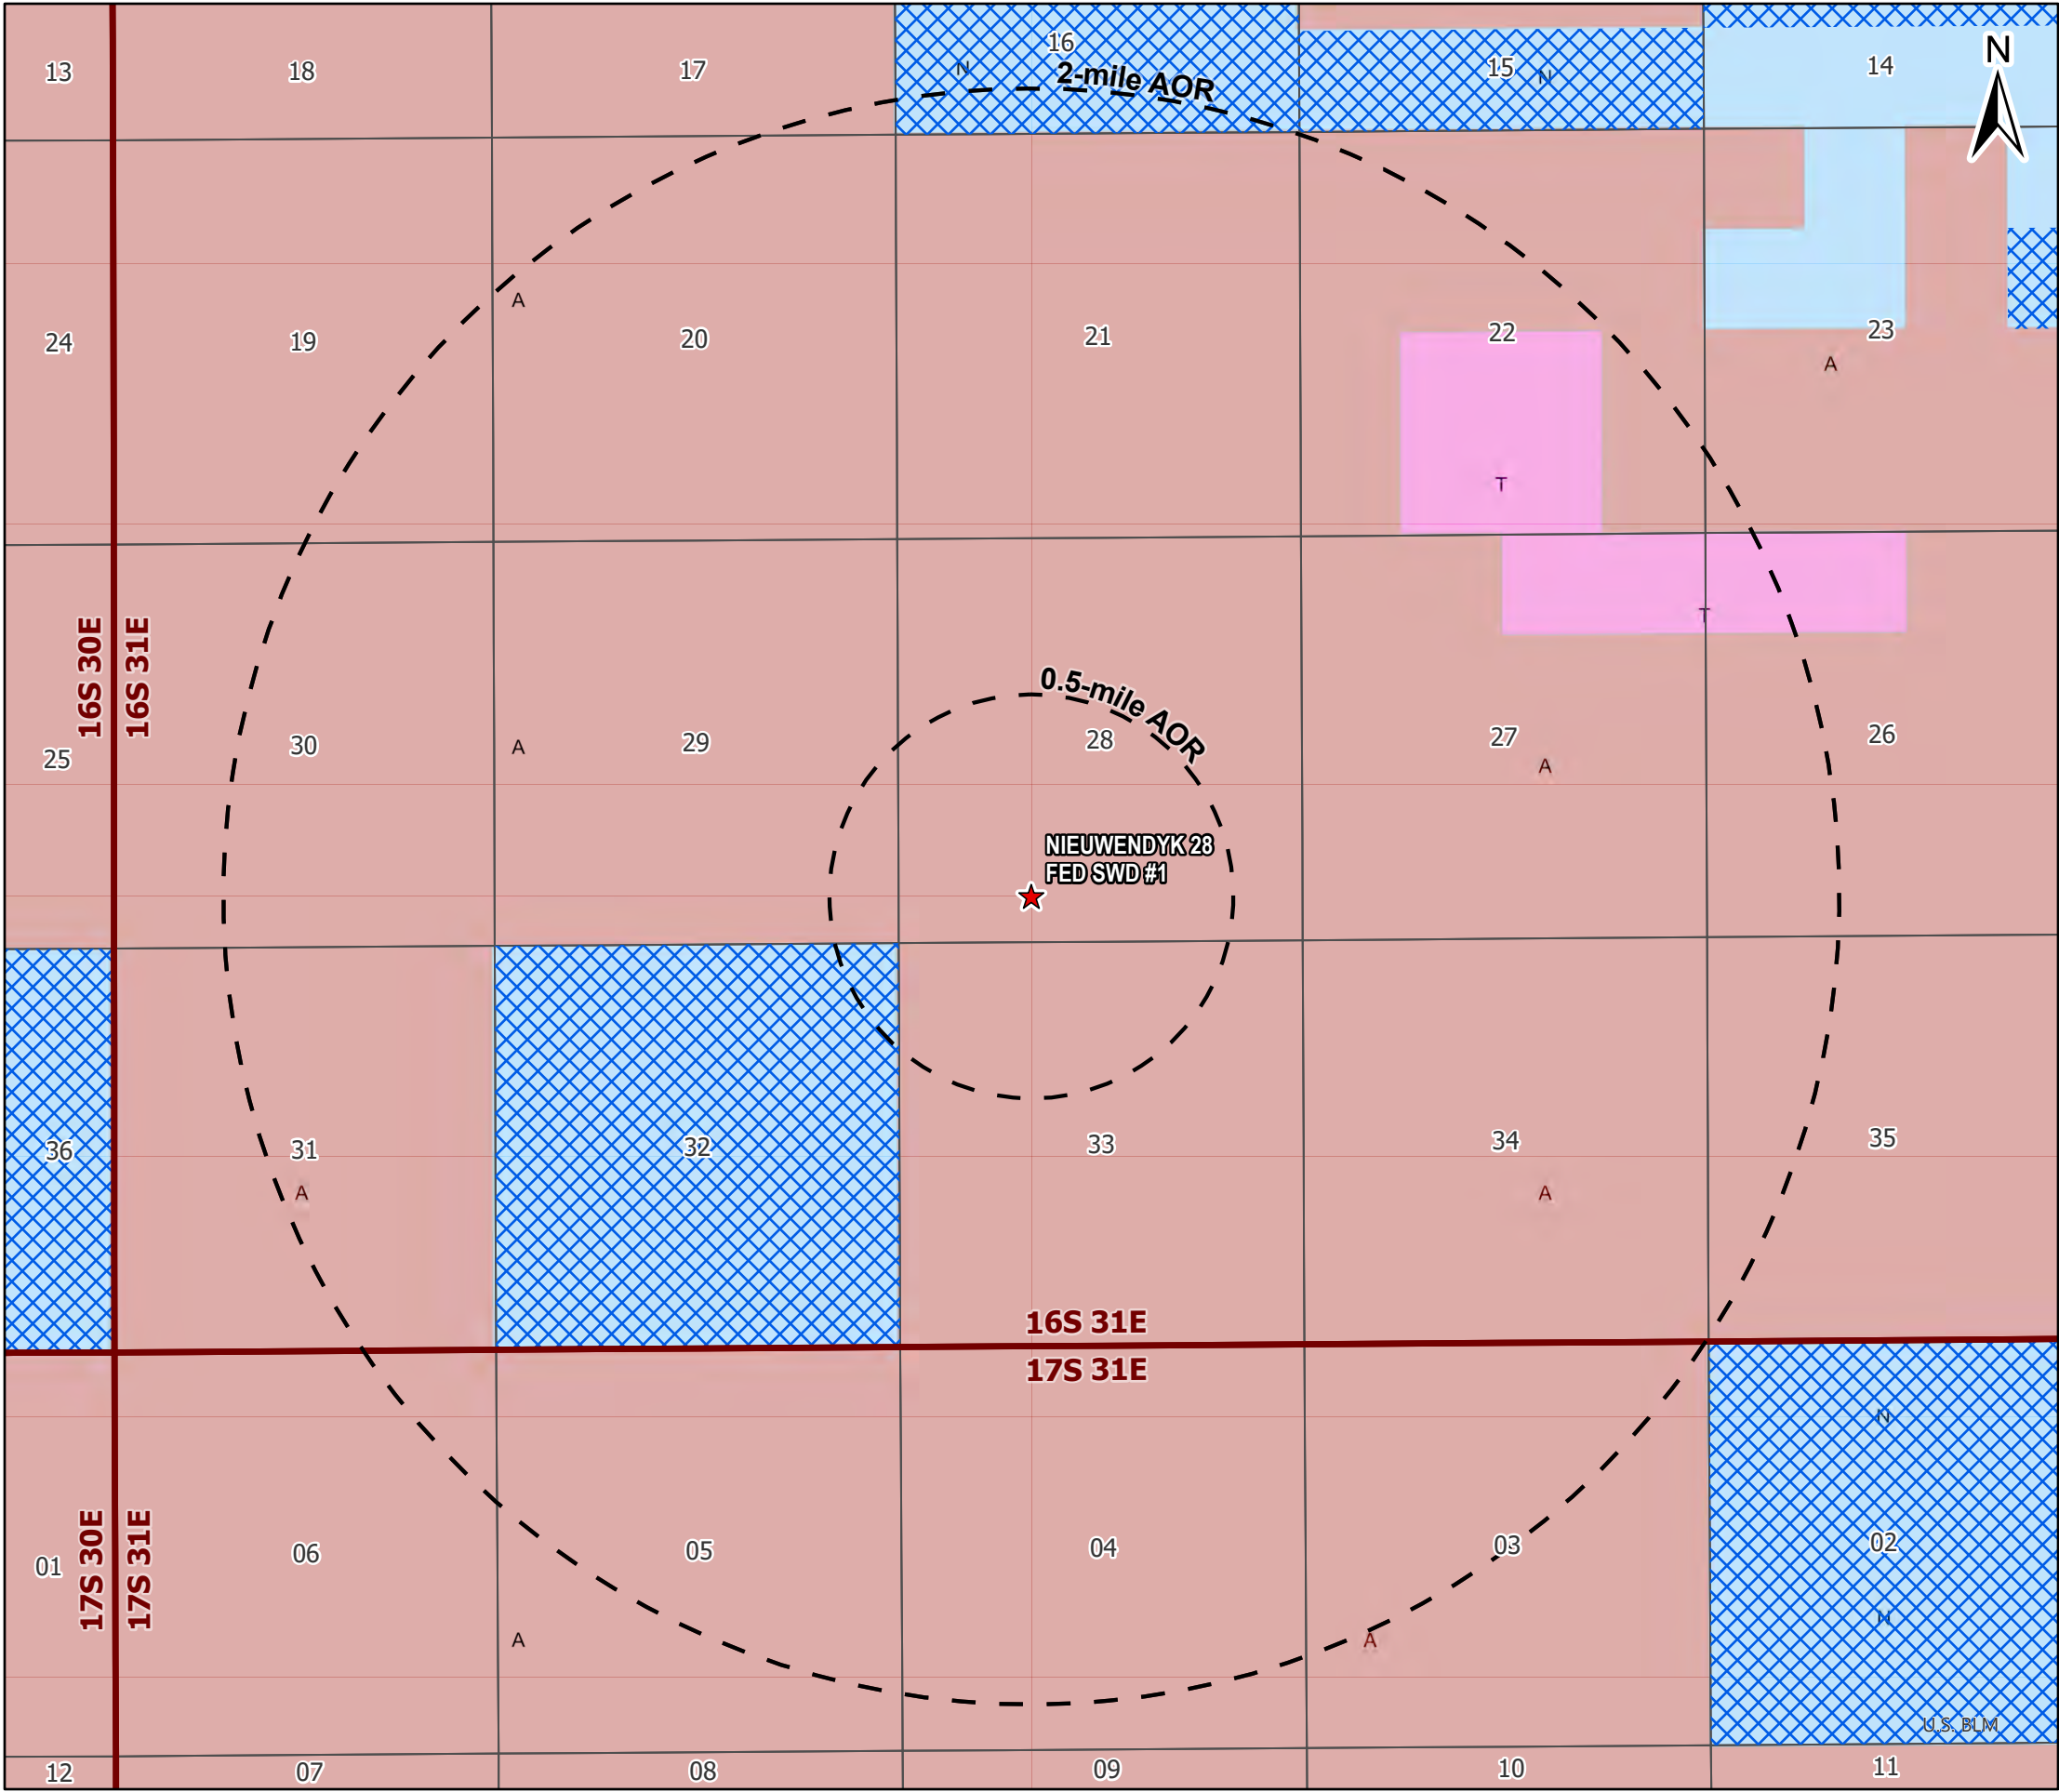 N
13
18
17
16
N
2-mile AOR
15
N
14
24
19
A
20
21
22
T
23
A
16S 30E
16S 31E
25
30
A
29
0.5-mile AOR
28
27
A
T
26
NIEUWENDYK 28
FED SWD #1
36
31
A
32
33
34
A
35
16S 31E
17S 31E
17S 30E
17S 31E
01
06
05
A
04
03
A
N
02
N
U.S. BLM
12
07
08
09
10
11